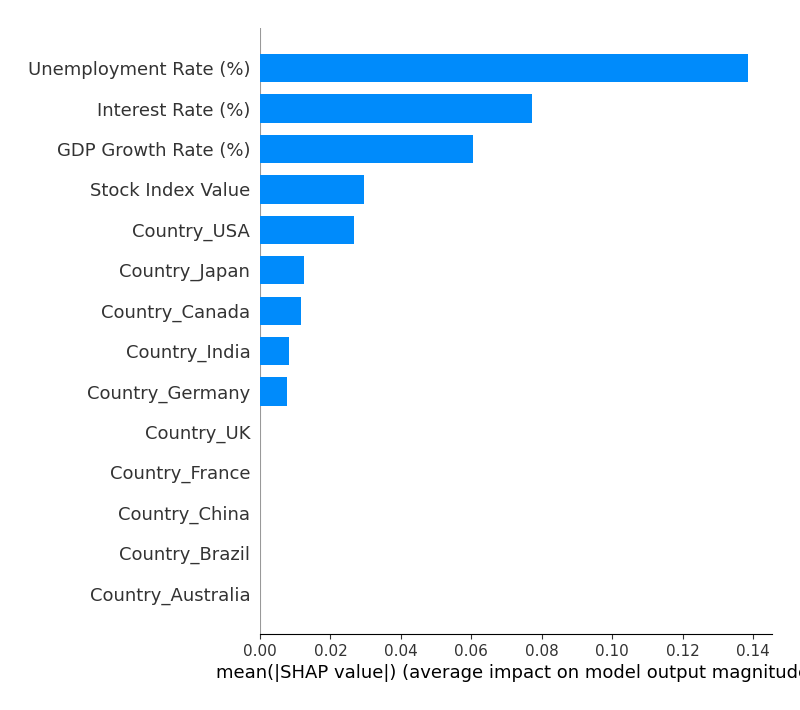 Unemployment Rate (%)
Interest Rate (%)
GDP Growth Rate (%)
Stock Index Value
Country_USA
Country_Japan
Country_Canada
Country_India
Country_Germany
Country_UK
Country_France
Country_China
Country_Brazil
Country_Australia
0.00 0.02 0.04 0.06 0.08 0.10 0.12 0.14
mean(|SHAP value|) (average impact on model output magnitude